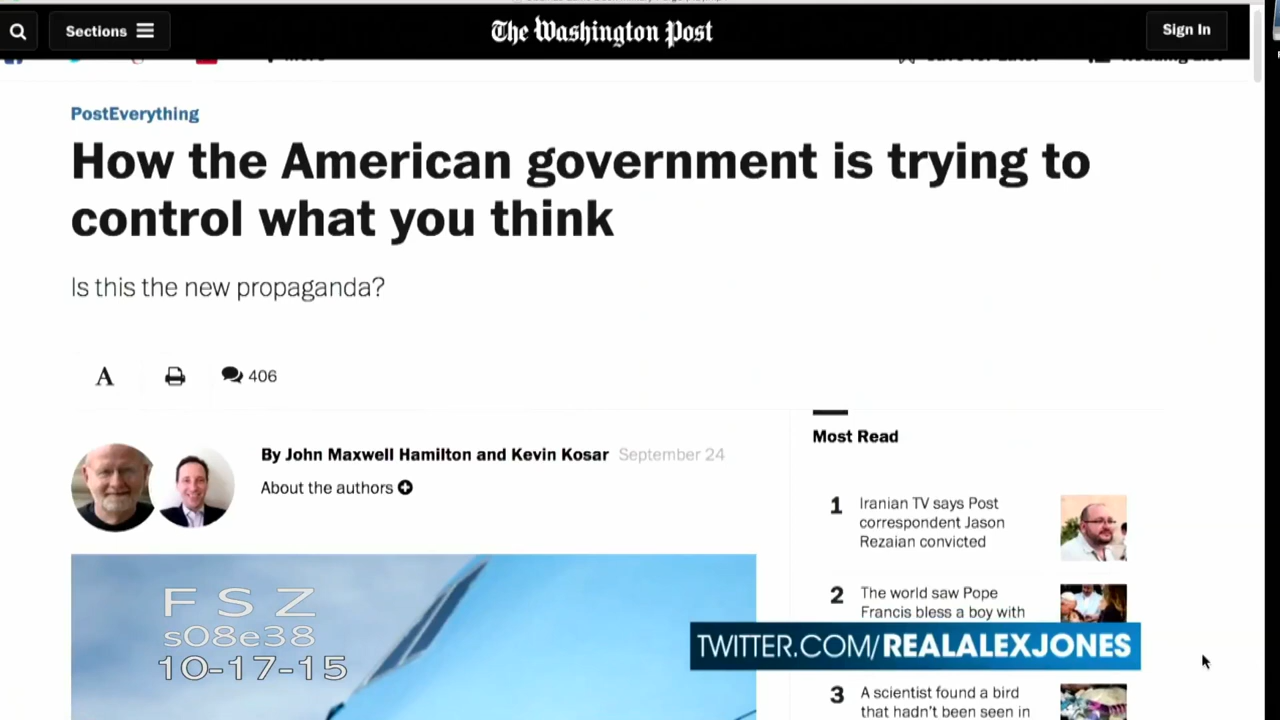 Sections
The Washington Post
Sign In
PostEverything
How the American government is trying to
control what you think
Is this the new propaganda?
A
406
By John Maxwell Hamilton and Kevin Kosar September 24
About the authors
Most Read
1 Iranian TV says Post
correspondent Jason
Rezaian convicted
2 The world saw Pope
Francis bless a boy with
3 A scientist found a bird
that hadn't been seen in
F S Z
s08e38
10-17-15
TWITTER.COM/REALALEXJONES